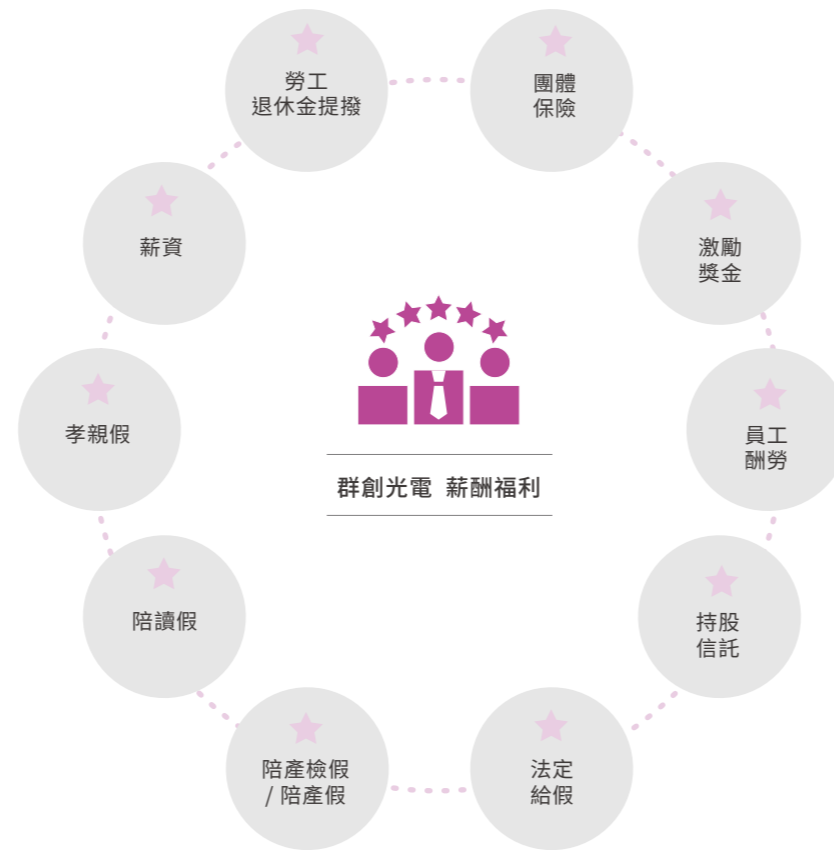 勞工
退休金提撥
團體
保險
薪資
激勵
獎金
孝親假
員工
酬勞
群創光電 薪酬福利
陪讀假
持股
信託
陪產檢假
/ 陪產假
法定
給假